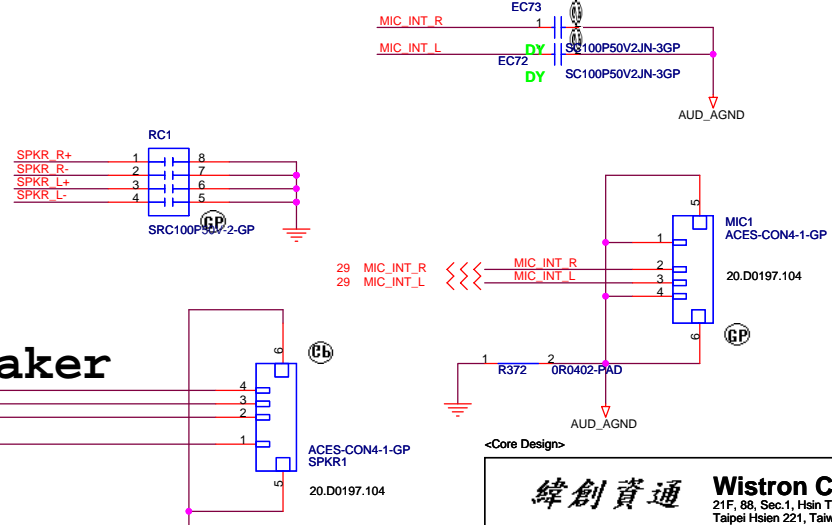 EC73
MIC_INT_R
1
MIC_INT_L
DY
SC100P50V2JN-3GP
EC72
SC100P50V2JN-3GP
DY
AUD_AGND
RC1
SPKR_R+ 1 8
SPKR_R- 2 7
SPKR_L+ 3 6
SPKR_L- 4 5
GP
SRC100P50V-2-GP
5
MIC1
ACES-CON4-1-GP
1
29 MIC_INT_R MIC_INT_R 2
29 MIC_INT_L MIC_INT_L 3
4
20.D0197.104
6
GP
1 2
R372 0R0402-PAD
AUD_AGND
aker
6
4
3
2
1
ACES-CON4-1-GP
SPKR1
5
20.D0197.104
<Core Design>
緯創資通
Wistron C
21F, 88, Sec.1, Hsin T
Taipei Hsien 221, Taiw